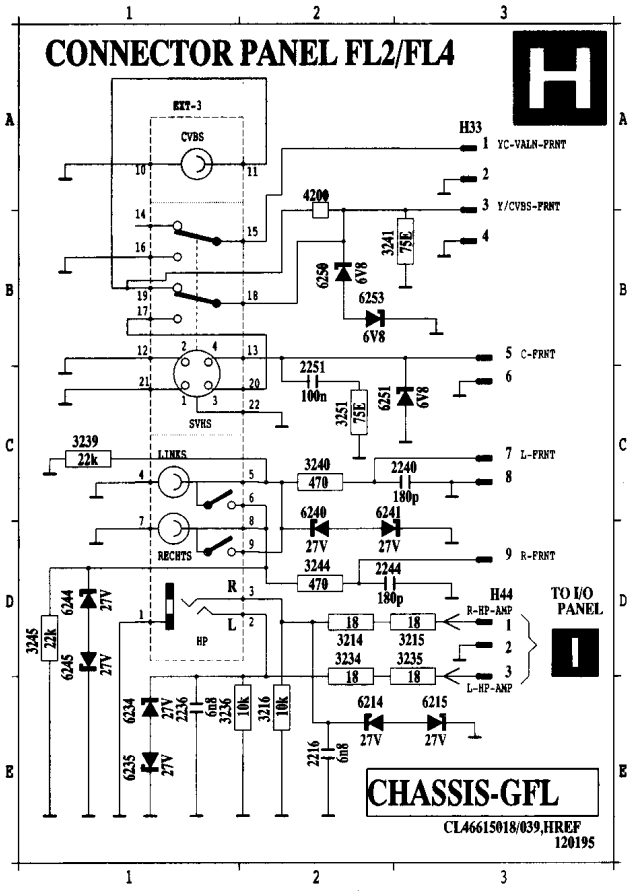 1 2 3
CONNECTOR PANEL FL2/FL4
H
A A
EXT-3
CVBS
H33
1 YC-VALN-FRNT
10 11
2
4200
3 Y/CVBS-FRNT
14 15
3241
75E
4
16
6250
6V8
B B
6253
6V8
19 18
17
12 2 4 13
2251
100n
5 C-FRNT
6
21 1 3 20
3251
75E
6251
6V8
22
SVHS
C C
3239
22k
LINKS
3240
470
2240
180p
7 L-FRNT
8
4 5
6
7 8
6240
27V
6241
27V
9
RECHTS
3244
470
2244
180p
9 R-FRNT
D D
6244
27V
R 3
H44
TO I/O
PANEL
R-HP-AMP
1
3245
22k
1
L 2
HP
18
3214
18
3215
2
I
6245
27V
3234
18
3235
18
3
L-HP-AMP
6234
27V
2236
6n8
3236
10k
3216
10k
6214
27V
6215
27V
6235
27V
2216
6n8
E E
CHASSIS-GFL
CL46615018/039,HREF
120195
1 2 3